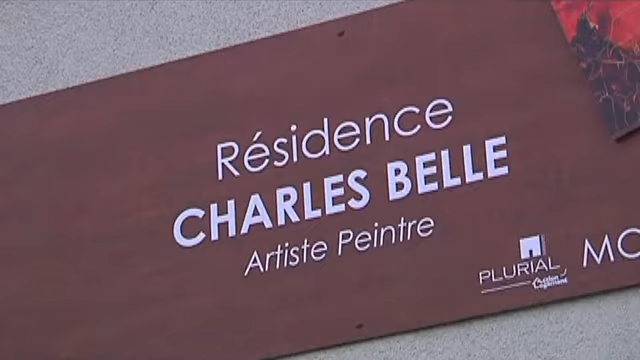 Résidence
CHARLES BELLE
Artiste Peintre
PLURIAL
MO